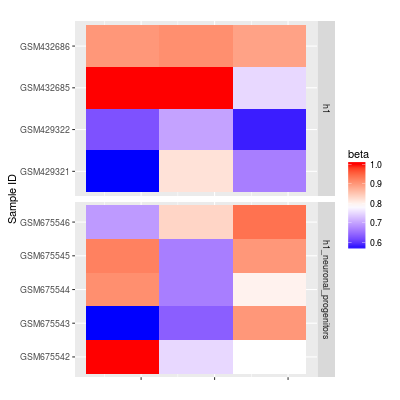 Sample ID
GSM432686
GSM432685
GSM429322
GSM429321
h1
GSM675546
GSM675545
GSM675544
GSM675543
GSM675542
h1_neuronal_progenitors
beta
1.0
0.9
0.8
0.7
0.6